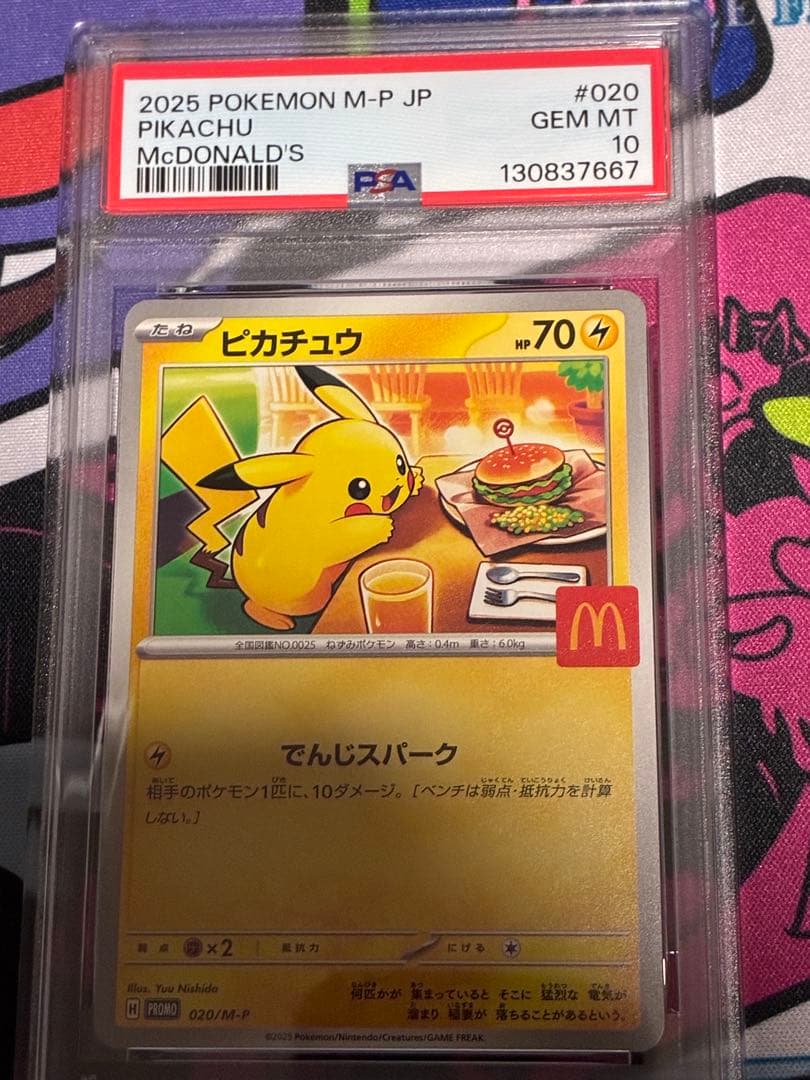 2025 POKEMON M-P JP #020
PIKACHU GEM MT
McDONALD'S 10
PSA 130837667
たね ピカチュウ HP70
全国図鑑NO.0025 ねずみポケモン 高さ:0.4m 重さ:6.0kg
でんじスパーク
相手のポケモン1匹に、10ダメージ。[ベンチは弱点・抵抗力を計算
しない。]
弱点 ×2 抵抗力 にげる
Illus. Yuu Nishida
何匹かが 集まっていると そこに 猛烈な 電気が
溜まり 稲妻が 落ちることがあるという。
H PROMO 020/M-P
©2025 Pokémon/Nintendo/Creatures/GAME FREAK.